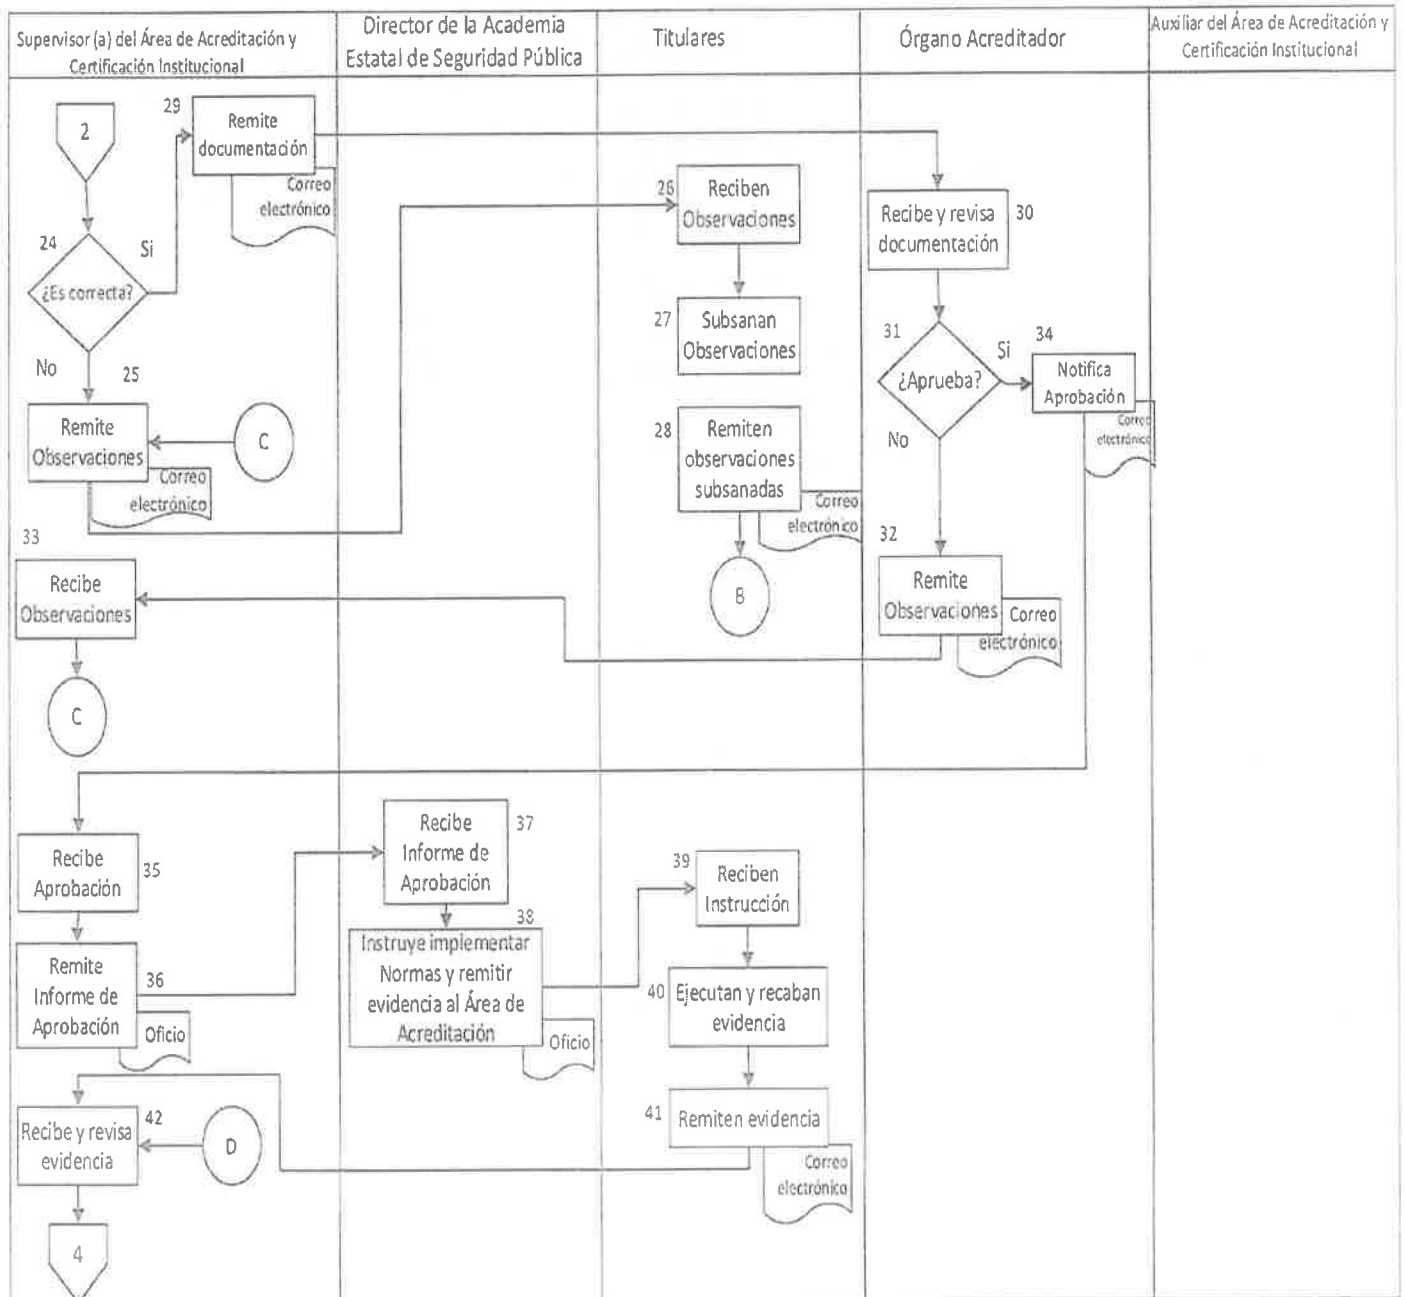 Supervisor (a) del Área de Acreditación y
Certificación Institucional
Director de la Academia
Estatal de Seguridad Pública
Titulares
Órgano Acreditador
Auxiliar del Área de Acreditación y
Certificación Institucional
2
29
Remite
documentación
Correo
electrónico
24
Si
¿Es correcta?
No
25
Remite
Observaciones
Correo
electrónico
C
26
Reciben
Observaciones
27
Subsanan
Observaciones
28
Remiten
observaciones
subsanadas
Correo
electrónico
B
Recibe y revisa
documentación
30
31
¿Aprueba?
Si
34
Notifica
Aprobación
Correo
electrónico
No
32
Remite
Observaciones
Correo
electrónico
33
Recibe
Observaciones
C
Recibe
Aprobación
35
Remite
Informe de
Aprobación
36
Oficio
Recibe
Informe de
Aprobación
37
38
Instruye implementar
Normas y remitir
evidencia al Área de
Acreditación
Oficio
39
Reciben
Instrucción
40
Ejecutan y recaban
evidencia
41
Remiten evidencia
Correo
electrónico
42
Recibe y revisa
evidencia
D
4